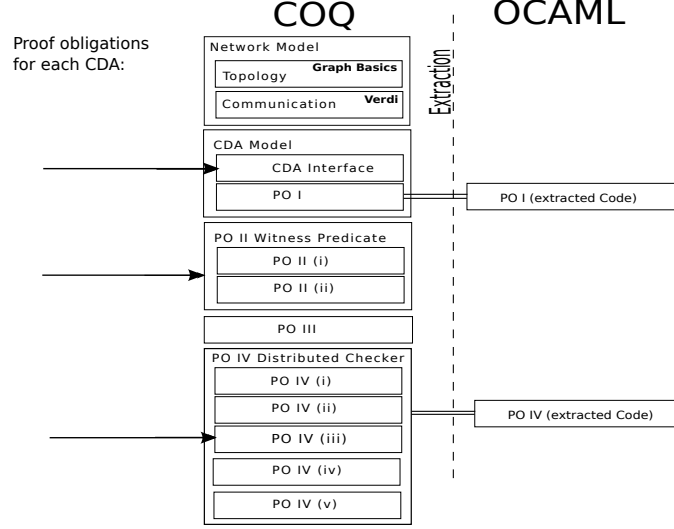 COQ
OCAML
Proof obligations
for each CDA:
Network Model
Topology
Graph Basics
Communication
Verdi
Extraction
CDA Model
CDA Interface
PO I
PO I (extracted Code)
PO II Witness Predicate
PO II (i)
PO II (ii)
PO III
PO IV Distributed Checker
PO IV (i)
PO IV (ii)
PO IV (extracted Code)
PO IV (iii)
PO IV (iv)
PO IV (v)